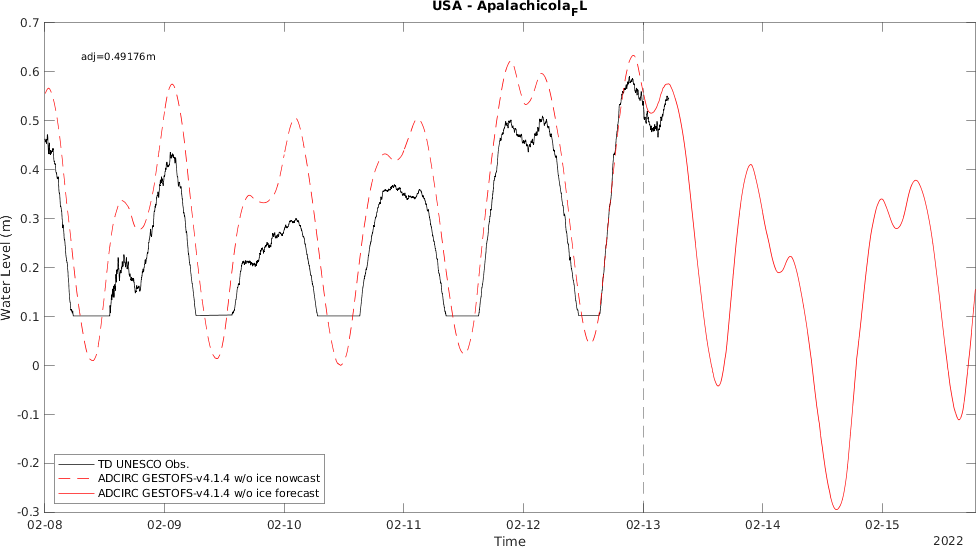 USA - Apalachicola_FL
adj=0.49176m
0.7
0.6
0.5
0.4
0.3
0.2
0.1
0
-0.1
-0.2
-0.3
Water Level (m)
TD UNESCO Obs.
ADCIRC GESTOFS-v4.1.4 w/o ice nowcast
ADCIRC GESTOFS-v4.1.4 w/o ice forecast
02-08 02-09 02-10 02-11 02-12 02-13 02-14 02-15
Time
2022